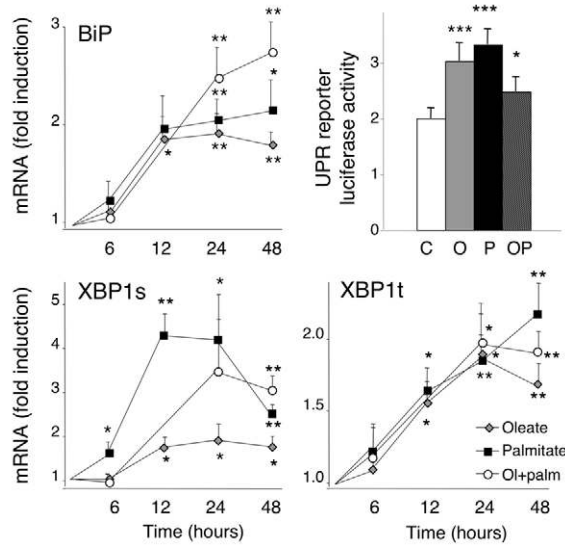 BiP
mRNA (fold induction)
3
2
1
** **
*
**
* ** **
6 12 24 48
UPR reporter
luciferase activity
3
2
1
0
*** *** *
C O P OP
XBP1s
mRNA (fold induction)
5
4
3
2
1
* ** * **
**
* * *
6 12 24 48
Time (hours)
XBP1t
2.0
1.5
1.0
**
* * * **
* ** **
Oleate
Palmitate
Ol+palm
6 12 24 48
Time (hours)